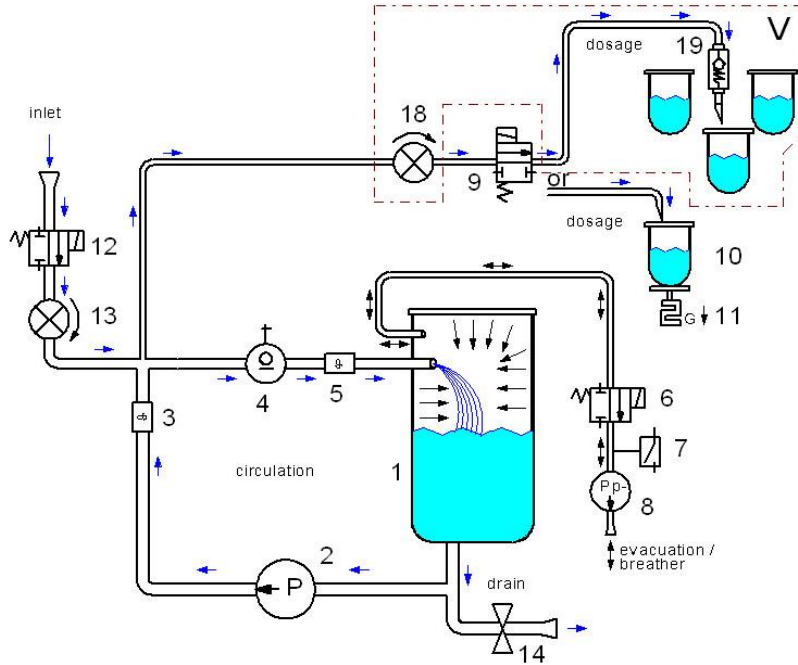 V
19
dosage
18
inlet
9
or
12
dosage
10
13
G
11
4
5
6
3
7
circulation
1
Pp-
8
2
evacuation /
breather
P
drain
14